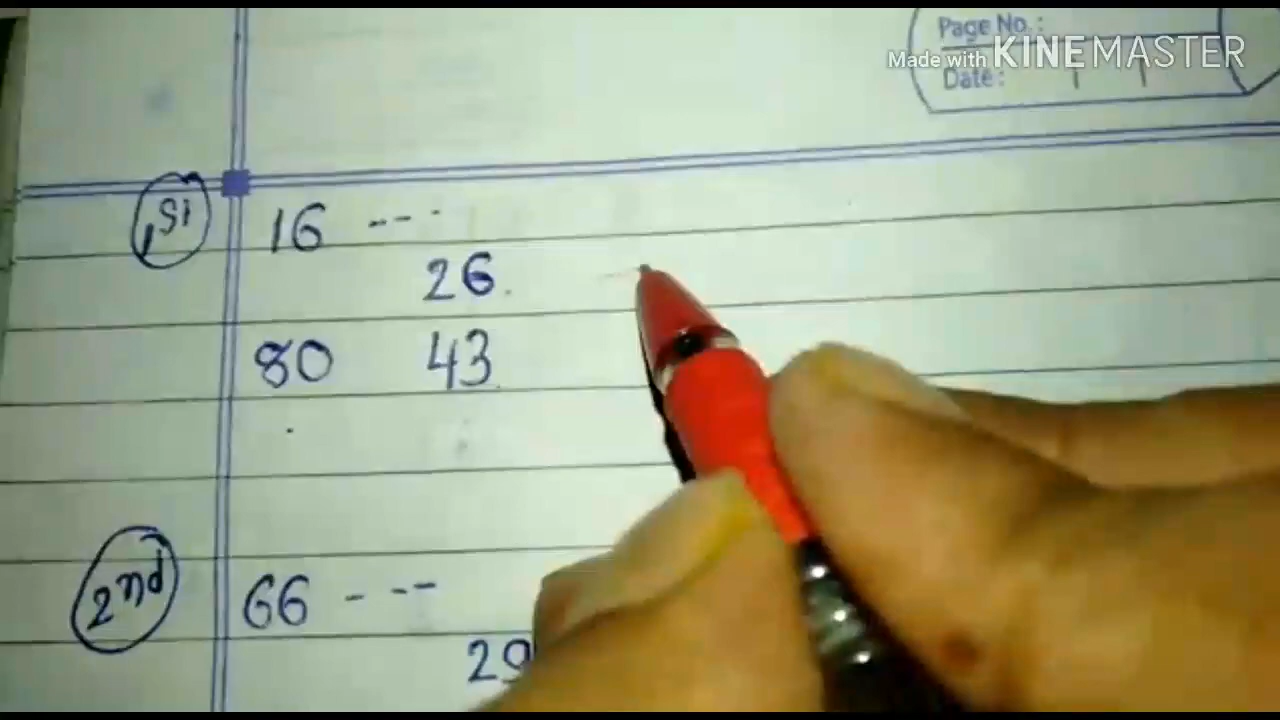 Page No.:
Made with KINEMASTER
Date:
1st 16 ---
26.
80 43
2nd 66 ---
29